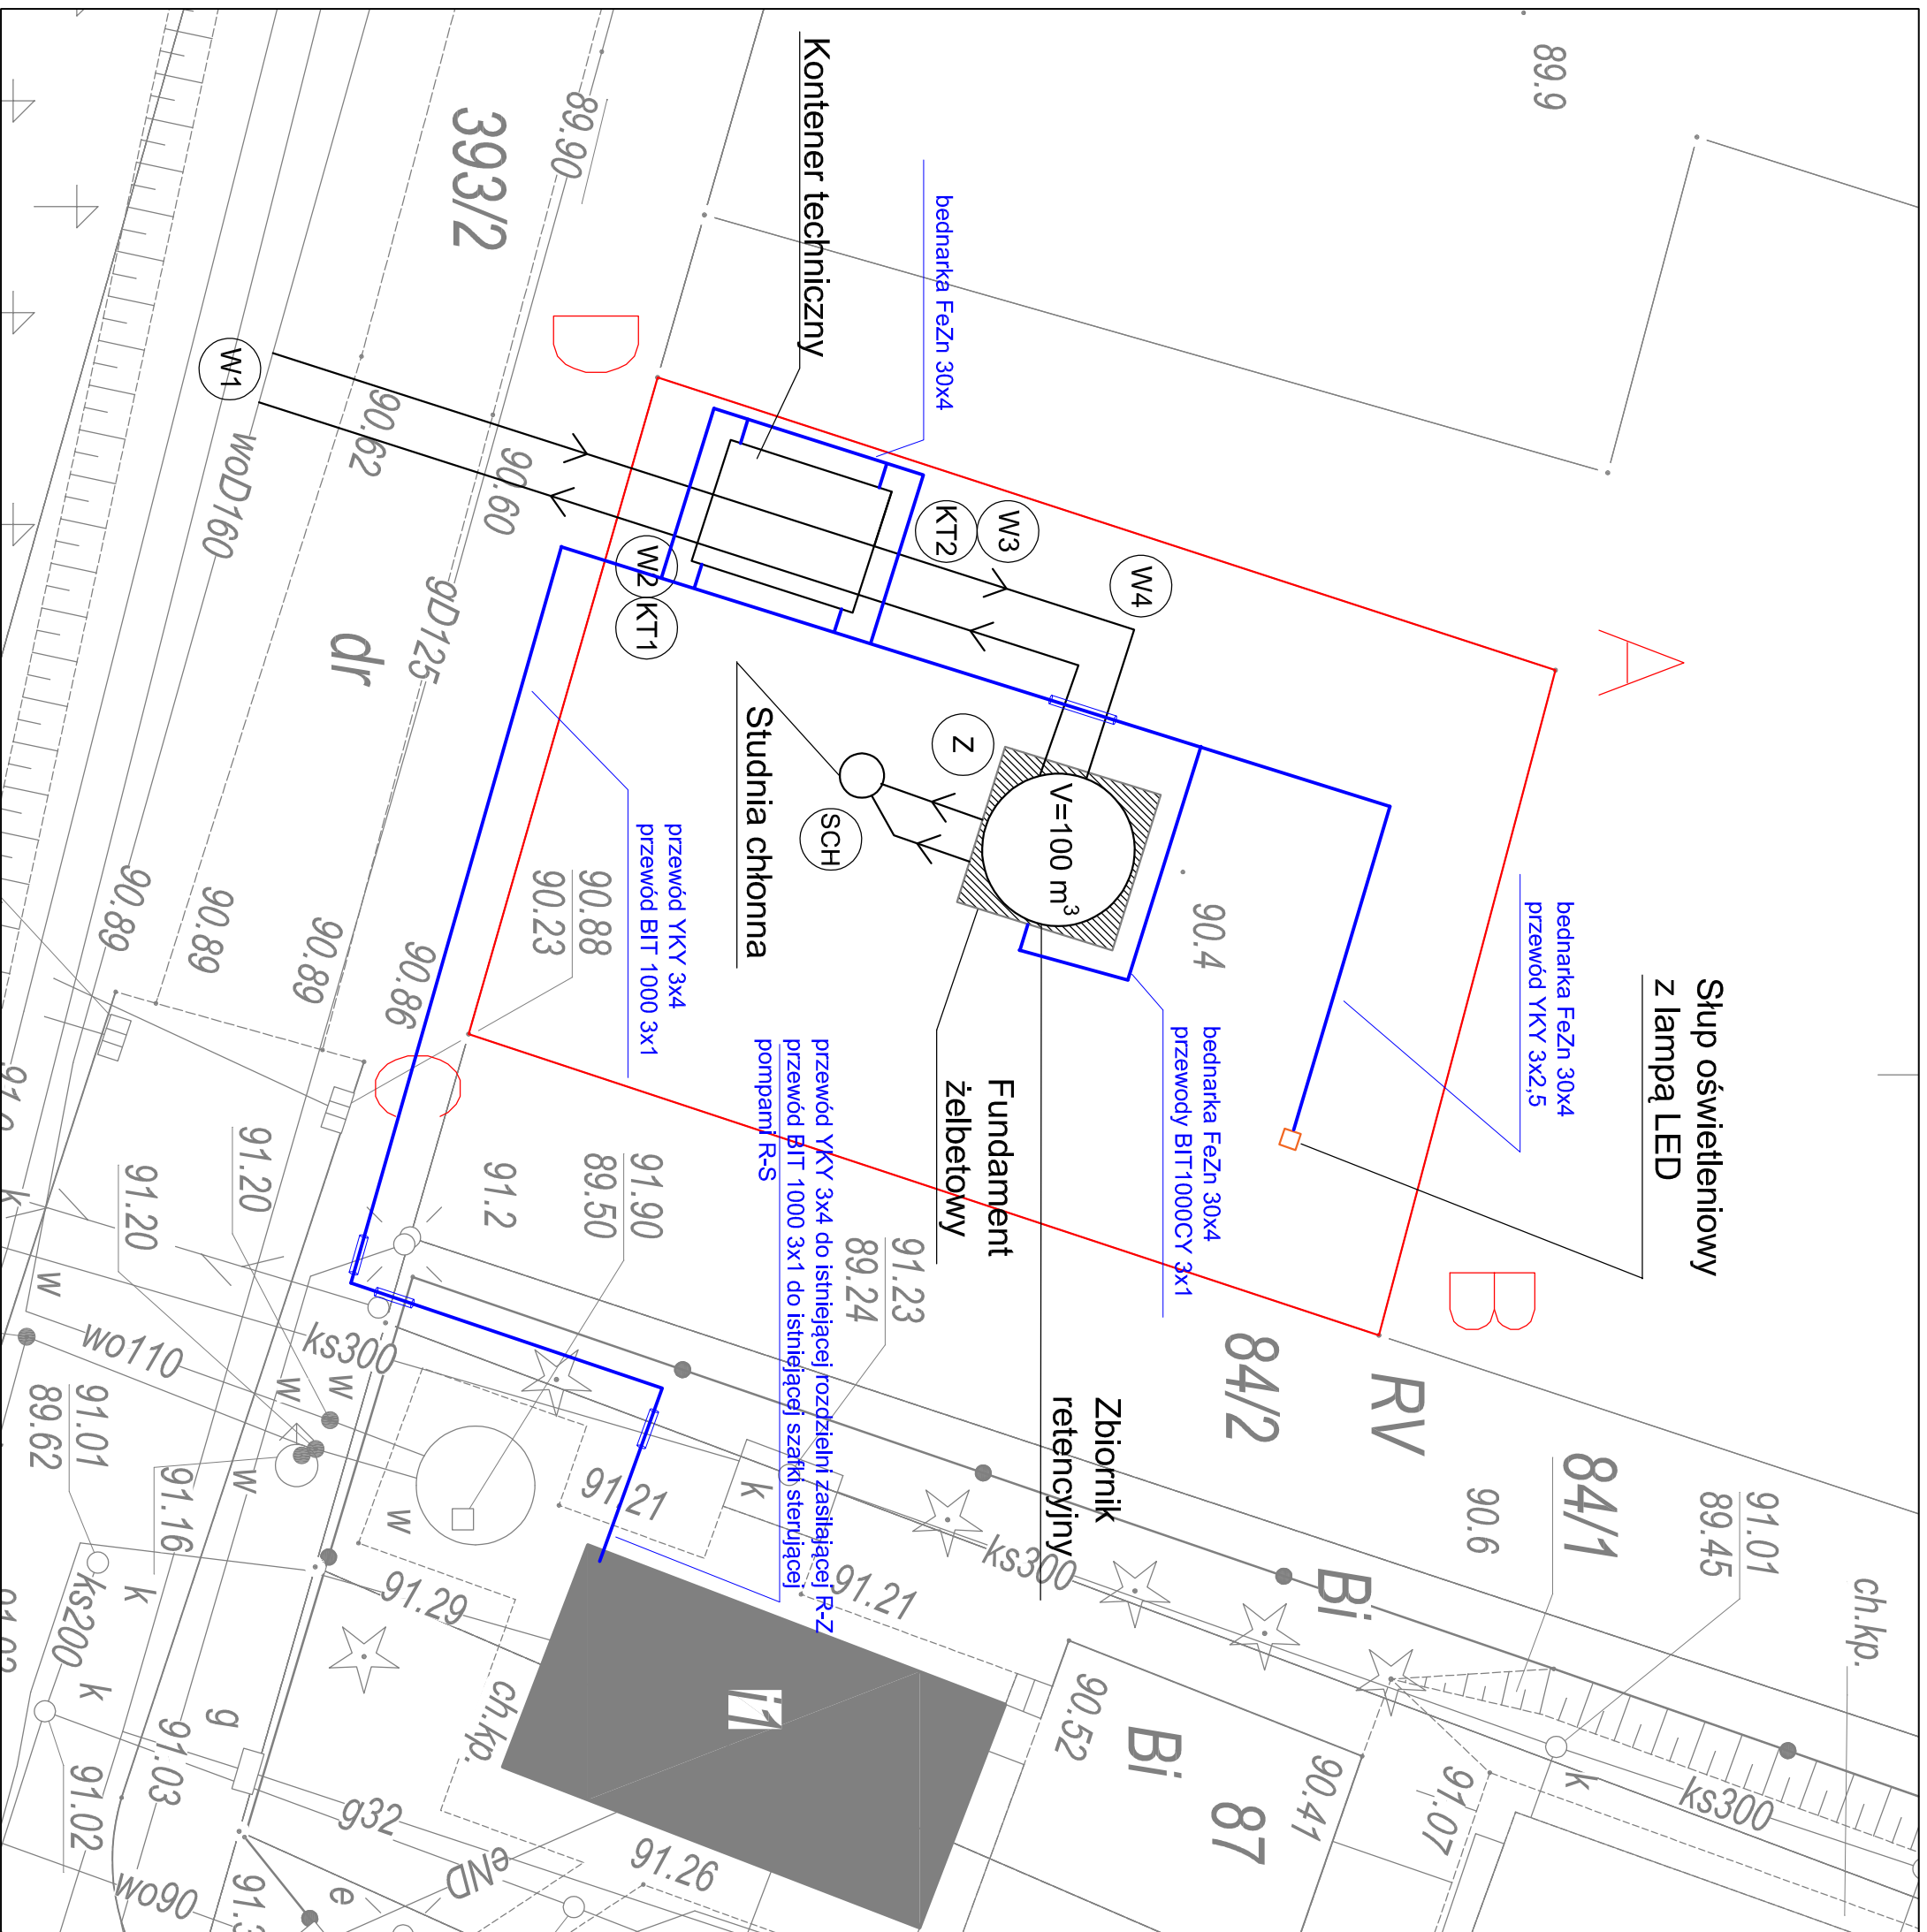 Słup oświetleniowy
z lampą LED
bednarka FeZn 30x4
przewód YKY 3x2,5
bednarka FeZn 30x4
przewody BIT1000CY 3x1
Fundament
żelbetowy
Zbiornik
retencyjny
przewód YKY 3x4 do istniejącej rozdzielni zasilającej R-Z
przewód BIT 1000 3x1 do istniejącej szafki sterującej
pompami R-S
przewód YKY 3x4
przewód BIT 1000 3x1
Studnia chłonna
Kontener techniczny
bednarka FeZn 30x4
V=100 m³
A
B
C
D
W1
W2
KT1
KT2
W3
W4
Z
SCH
89.9
89.90
393/2
90.62
90.60
woD160
gD125
dr
90.4
90.88
90.23
90.89
90.89
90.89
90.86
91.20
91.20
91.2
91.90
89.50
91.23
89.24
84/2
RV
84/1
90.6
91.01
89.45
ch.kp.
Bi
ks300
ks300
ks300
wo110
w
w
w
w
w
k
k
k
k
k
91.01
89.62
91.16
91.21
91.21
91.29
ks200
g
91.03
91.02
g32
ch.kp.
i1
eND
e
wo90
91.26
90.52
Bi
87
90.41
91.07